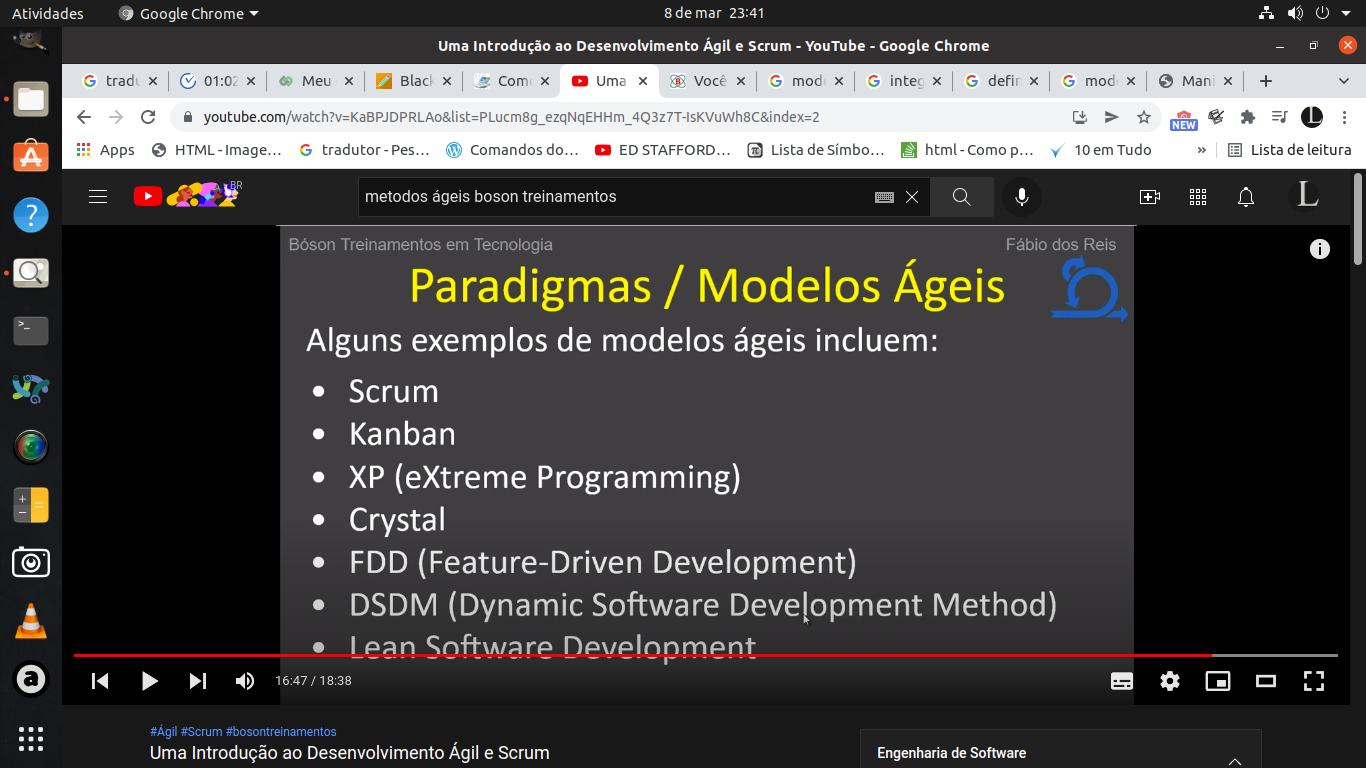 Atividades
Google Chrome
8 de mar 23:41
Uma Introdução ao Desenvolvimento Ágil e Scrum - YouTube - Google Chrome
tradu
01:02
Meu
Black
Como
Uma
Você
mode
integ
defin
mode
Mani
youtube.com/watch?v=KaBPJDPRLAo&list=PLucm8g_ezqNqEHHm_4Q3z7T-IsKVuWh8C&index=2
NEW
Apps
HTML - Image...
tradutor - Pes...
Comandos do...
ED STAFFORD...
Lista de Símbo...
html - Como p...
10 em Tudo
»
Lista de leitura
BR
metodos ágeis boson treinamentos
L
Bóson Treinamentos em Tecnologia
Fábio dos Reis
Paradigmas / Modelos Ágeis
Alguns exemplos de modelos ágeis incluem:
• Scrum
• Kanban
• XP (eXtreme Programming)
• Crystal
• FDD (Feature-Driven Development)
• DSDM (Dynamic Software Development Method)
• Lean Software Development
16:47 / 18:38
#Ágil #Scrum #bosontreinamentos
Uma Introdução ao Desenvolvimento Ágil e Scrum
Engenharia de Software